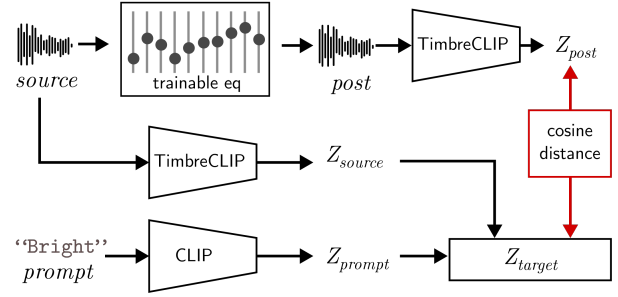 source
trainable eq
post
TimbreCLIP
Z_post
cosine
distance
TimbreCLIP
Z_source
“Bright”
prompt
CLIP
Z_prompt
Z_target